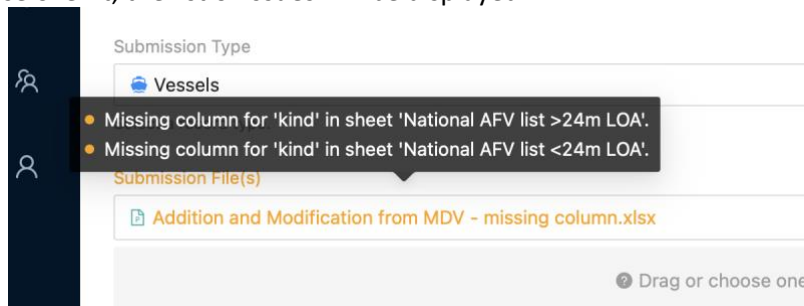 Submission Type
Vessels
Missing column for 'kind' in sheet 'National AFV list >24m LOA'.
Missing column for 'kind' in sheet 'National AFV list <24m LOA'.
Submission File(s)
Addition and Modification from MDV - missing column.xlsx
Drag or choose one